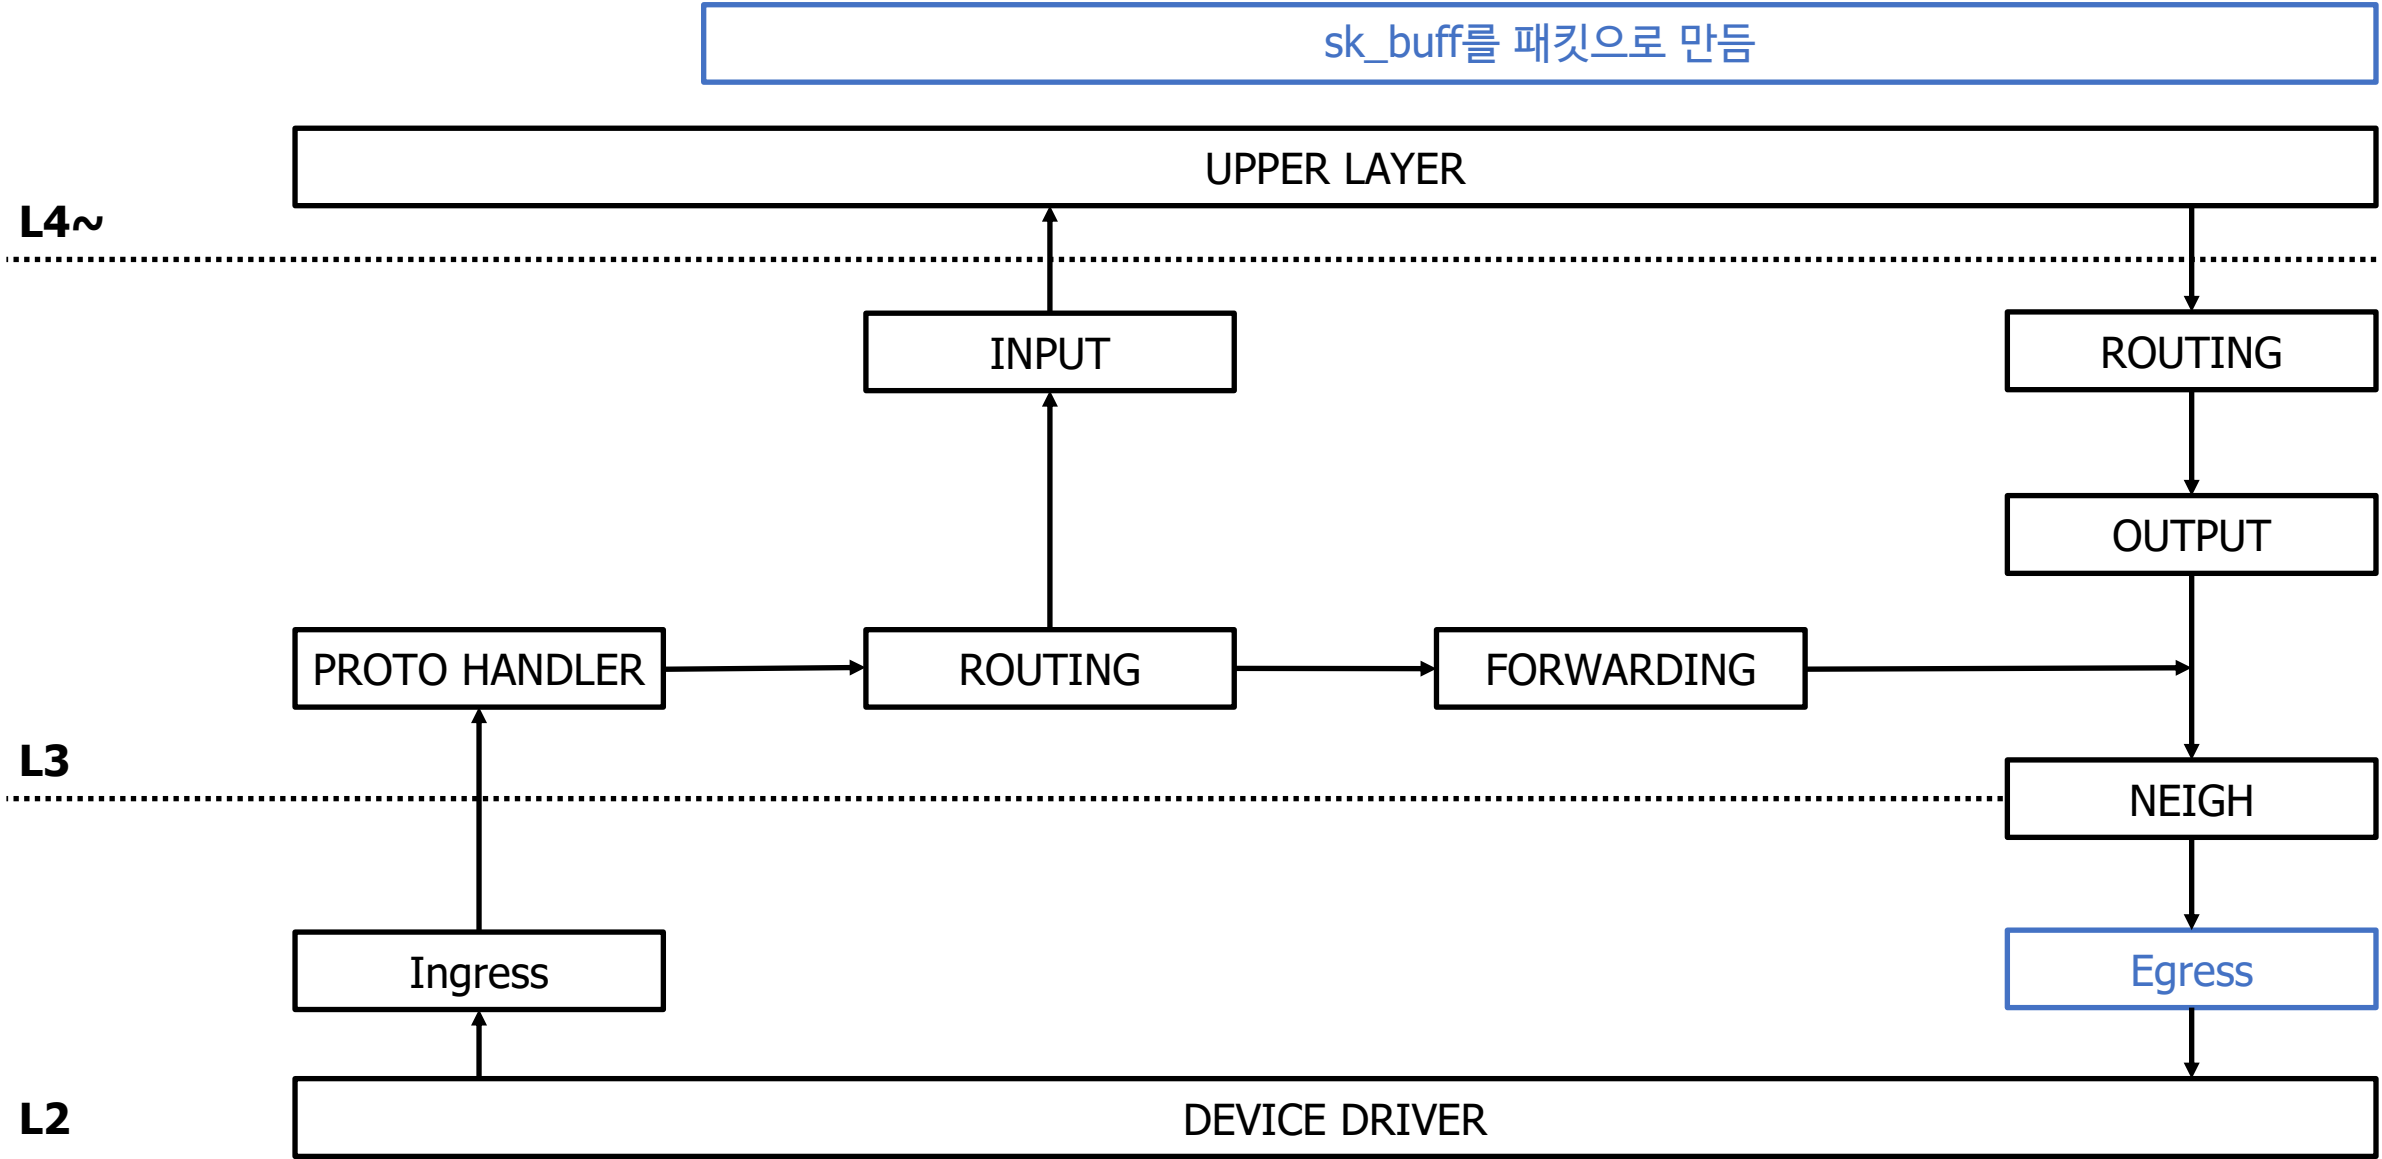 sk_buff를 패킷으로 만듬
UPPER LAYER
L4~
INPUT
ROUTING
OUTPUT
PROTO HANDLER
ROUTING
FORWARDING
L3
NEIGH
Ingress
Egress
L2
DEVICE DRIVER